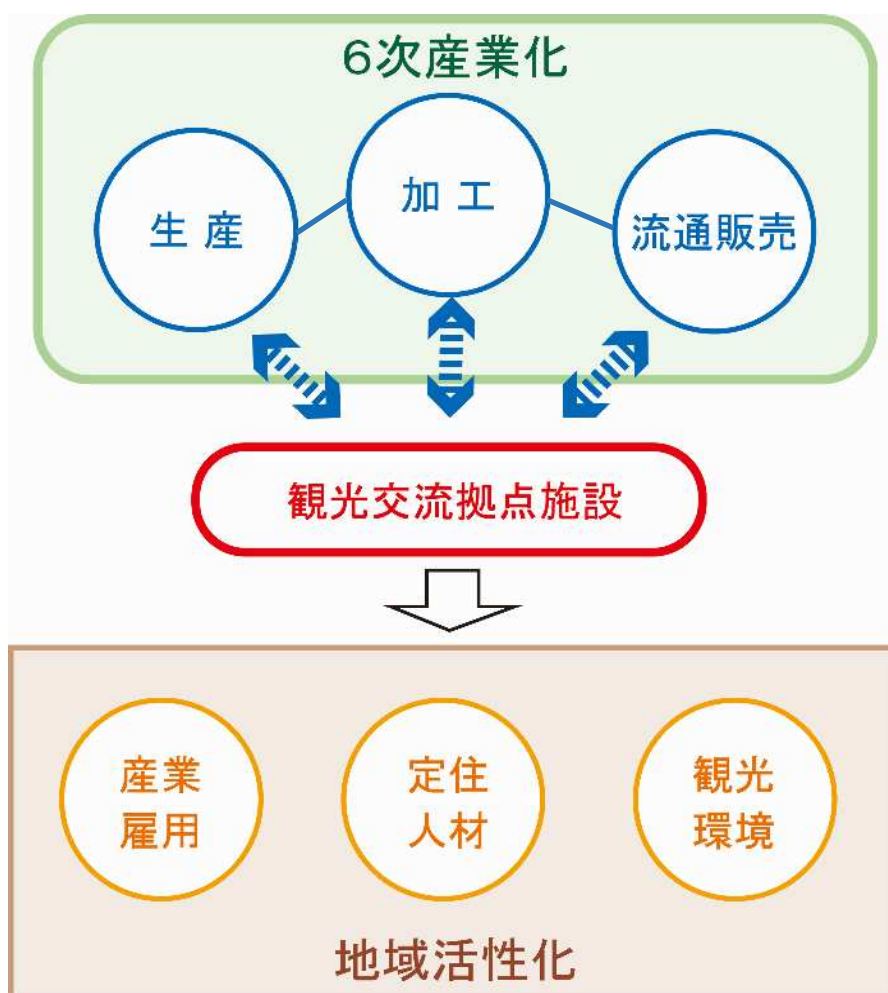 6次産業化
生産
加工
流通販売
観光交流拠点施設
産業
雇用
定住
人材
観光
環境
地域活性化